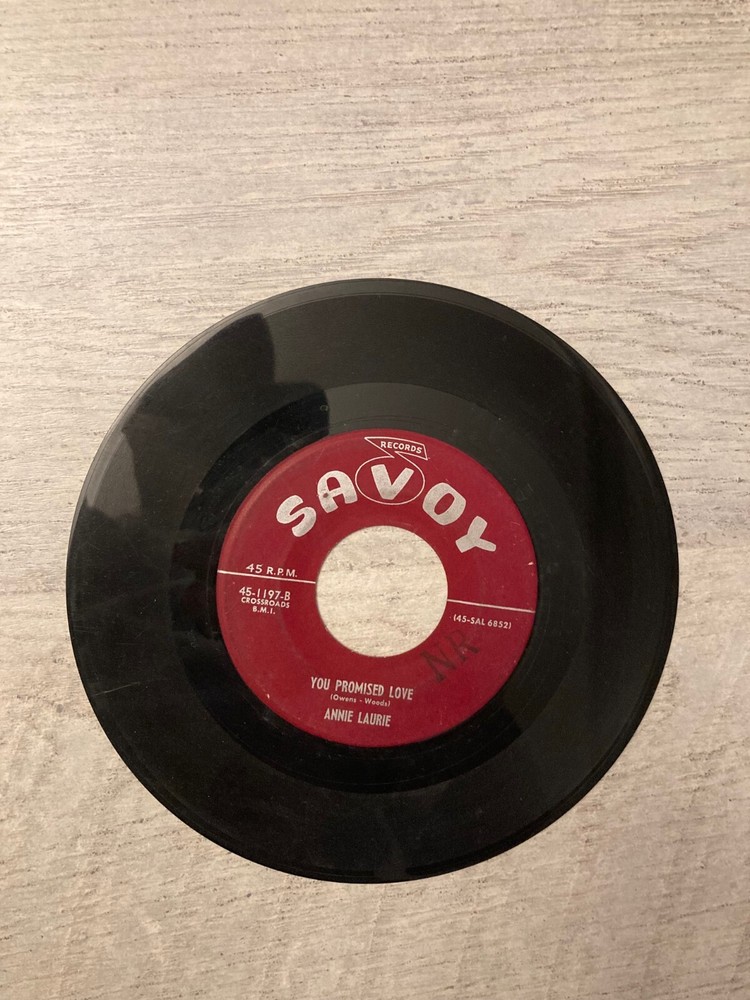 RECORDS
SAVOY
45 R.P.M.
45-1197-B
CROSSROADS
B.M.I.
(45-SAL 6852)
NR
YOU PROMISED LOVE
(Owens - Woods)
ANNIE LAURIE